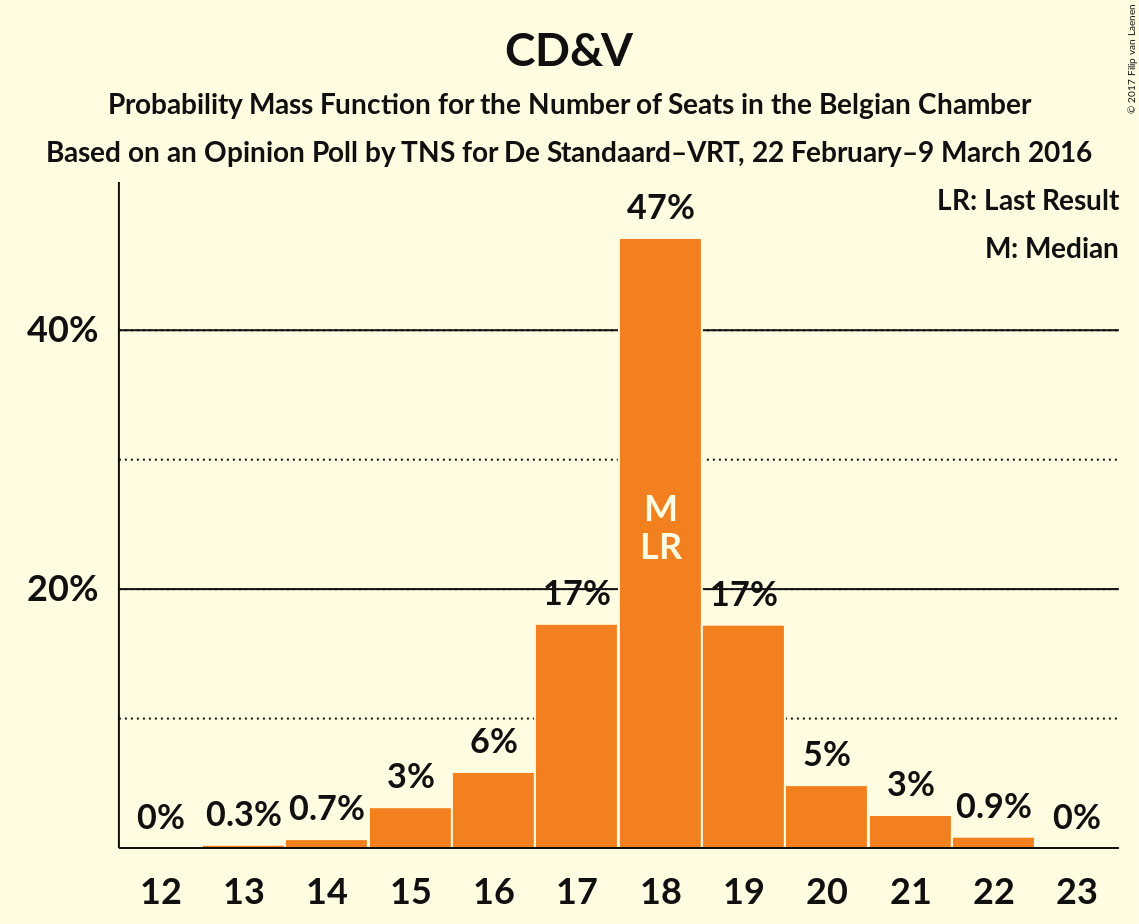 CD&V
Probability Mass Function for the Number of Seats in the Belgian Chamber
Based on an Opinion Poll by TNS for De Standaard–VRT, 22 February–9 March 2016
© 2017 Filip van Laenen
LR: Last Result
M: Median
40%
20%
0%
0.3%
0.7%
3%
6%
17%
47%
M
LR
17%
5%
3%
0.9%
0%
12 13 14 15 16 17 18 19 20 21 22 23